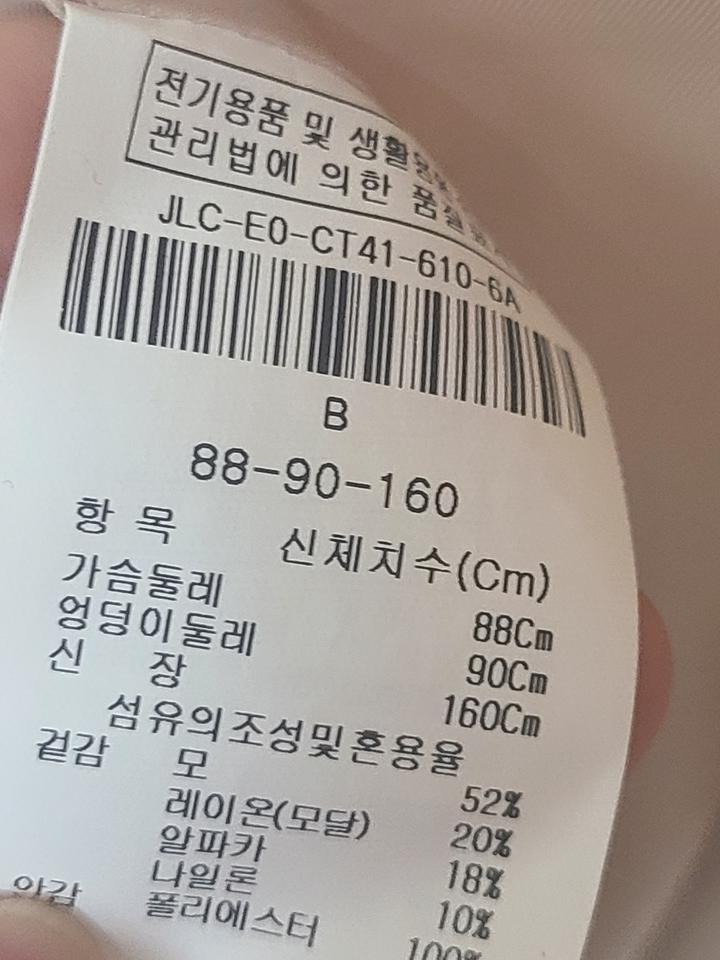 전기용품 및 생활
관리법에 의한 품
JLC-E0-CT41-610-6A
B
88-90-160
항 목 신체치수(Cm)
가슴둘레 88Cm
엉덩이둘레 90Cm
신 장 160Cm
섬유의조성및혼용율
겉감 모 52%
레이온(모달) 20%
알파카 18%
나일론 10%
안감 폴리에스터 100%